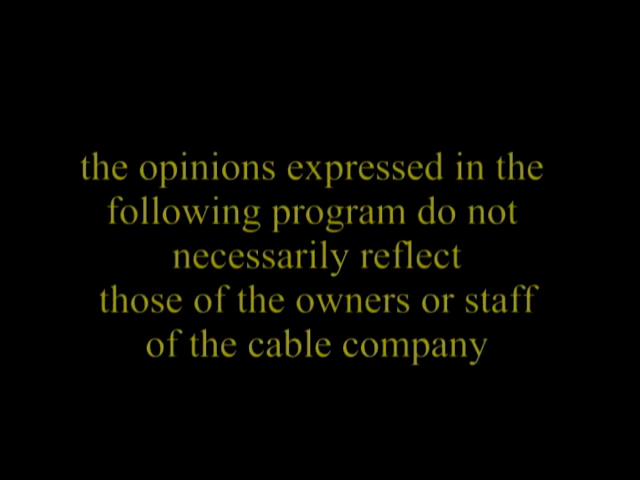 the opinions expressed in the
following program do not
necessarily reflect
those of the owners or staff
of the cable company